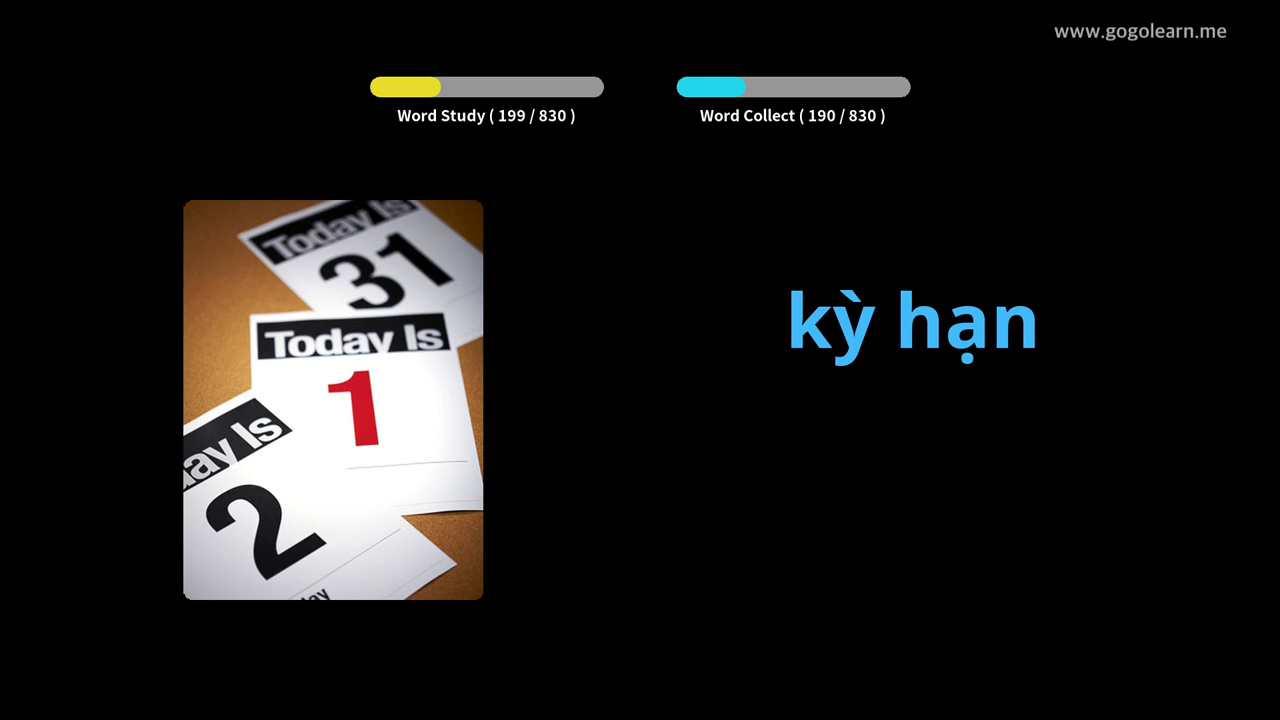 www.gogolearn.me
Word Study ( 199 / 830 )
Word Collect ( 190 / 830 )
Today Is
31
Today Is
1
ay Is
2
kỳ hạn